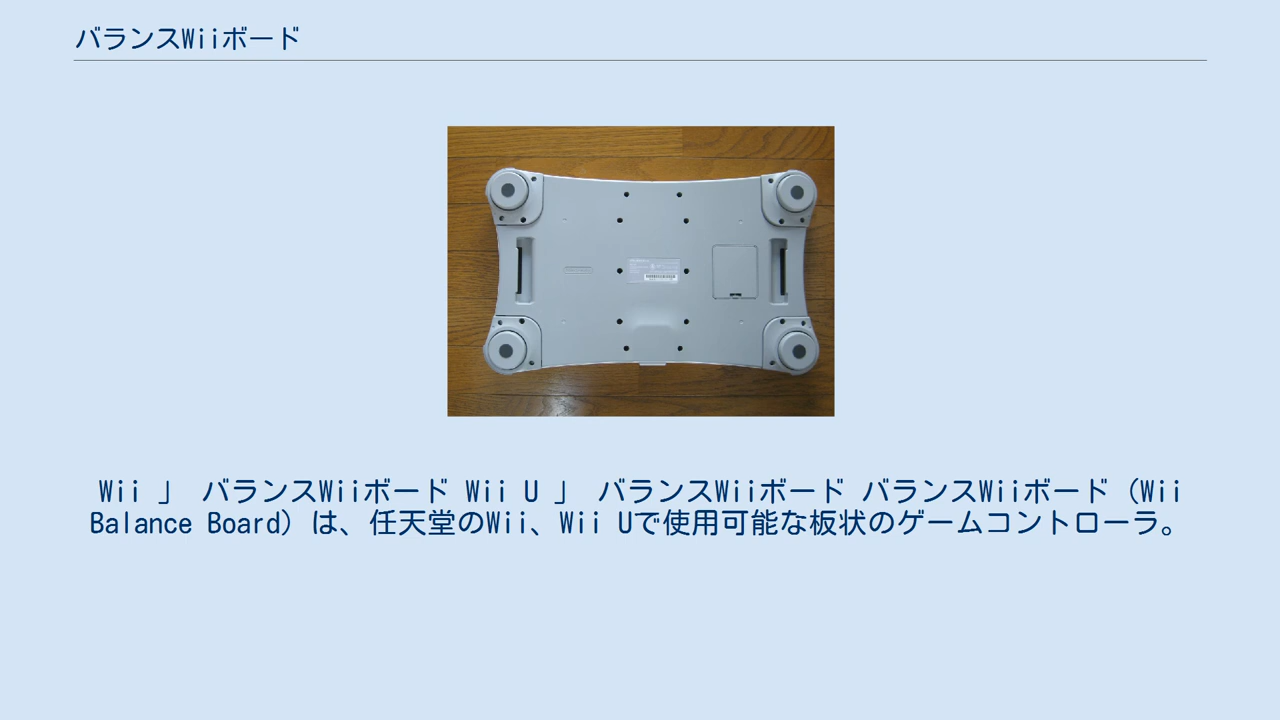 バランスWiiボード
Wii 」 バランスWiiボード Wii U 」 バランスWiiボード バランスWiiボード（Wii
Balance Board）は、任天堂のWii、Wii Uで使用可能な板状のゲームコントローラ。